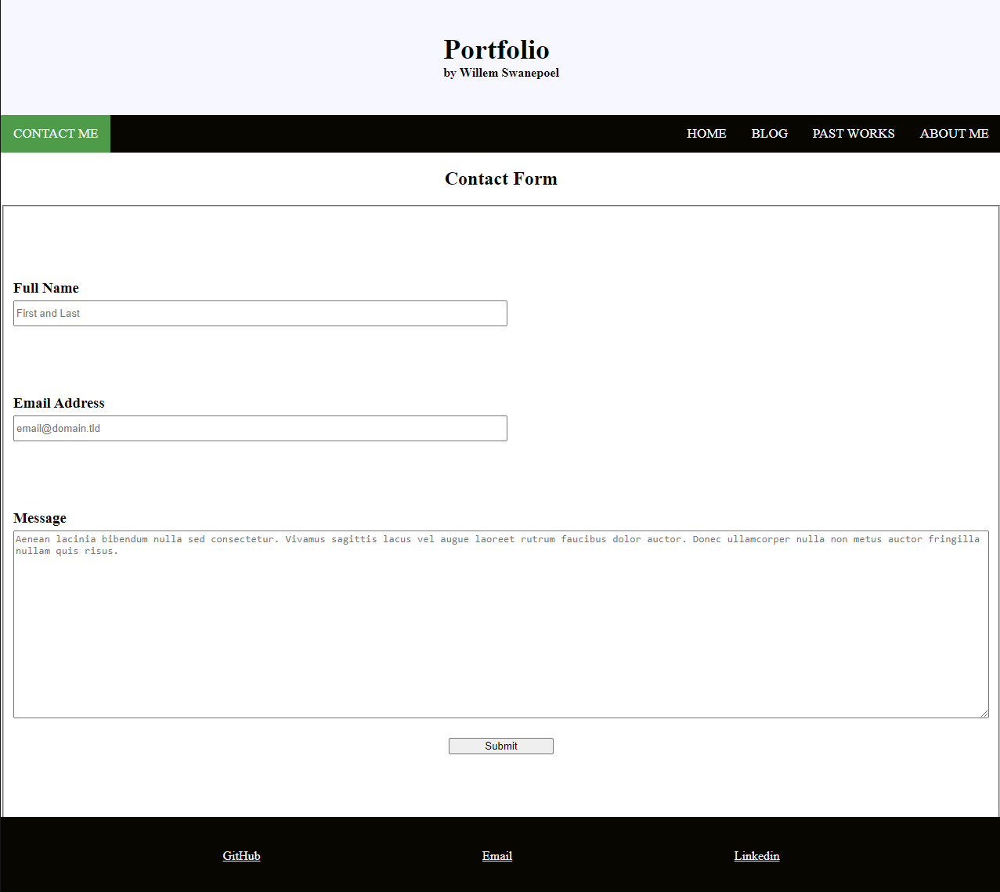 Portfolio
by Willem Swanepoel
CONTACT ME HOME BLOG PAST WORKS ABOUT ME
Contact Form
Full Name
First and Last
Email Address
email@domain.tld
Message
Aenean lacinia bibendum nulla sed consectetur. Vivamus sagittis lacus vel augue laoreet rutrum faucibus dolor auctor. Donec ullamcorper nulla non metus auctor fringilla
nullam quis risus.
Submit
GitHub Email Linkedin